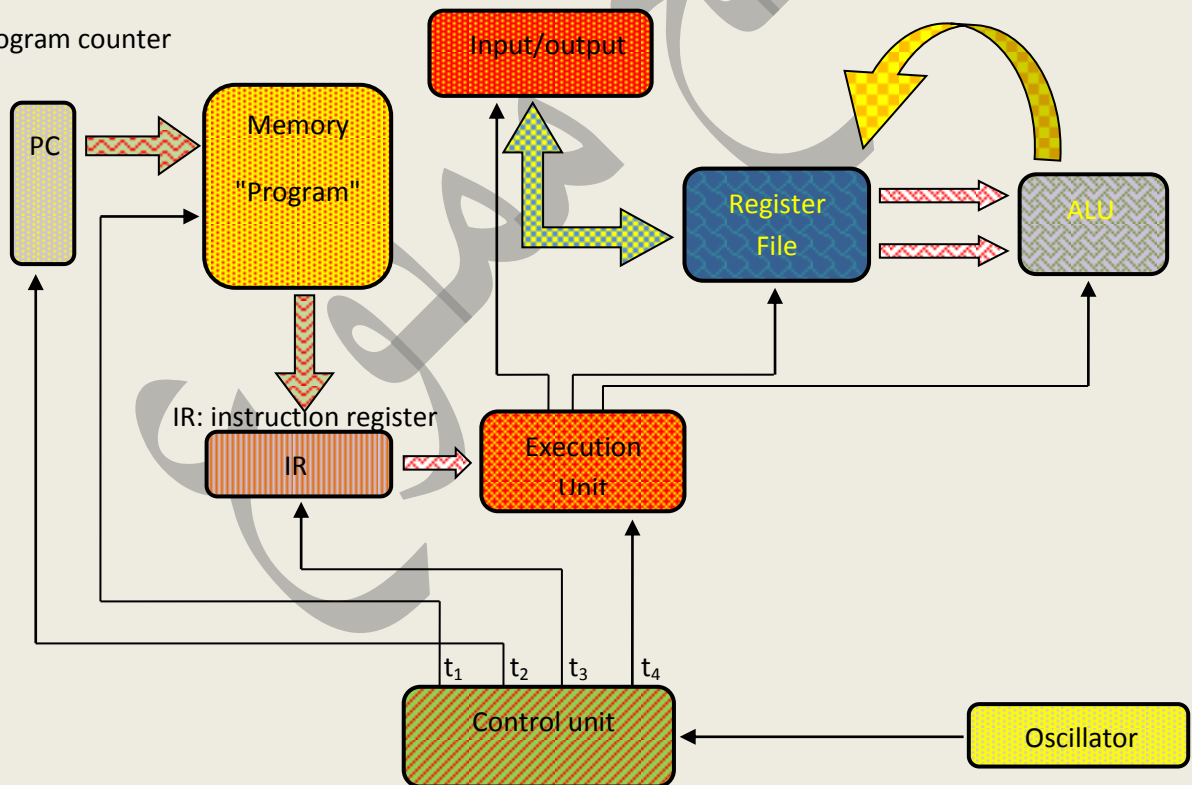 ogram counter
Input/output
PC
Memory
"Program"
Register
File
ALU
IR: instruction register
IR
Execution
Unit
t₁ t₂ t₃ t₄
Control unit
Oscillator